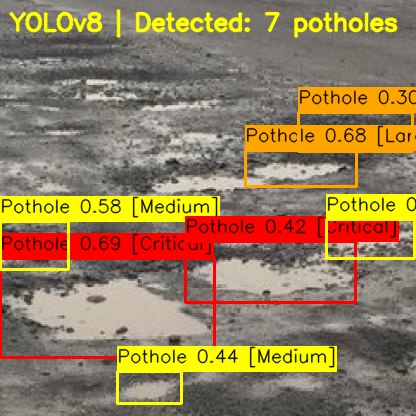 YOLOv8 | Detected: 7 potholes
Pothole 0.30
Pothole 0.68 [Lar
Pothole 0.58 [Medium]
Pothole 0
Pothole 0.42 [Critical]
Pothole 0.69 [Critical]
Pothole 0.44 [Medium]